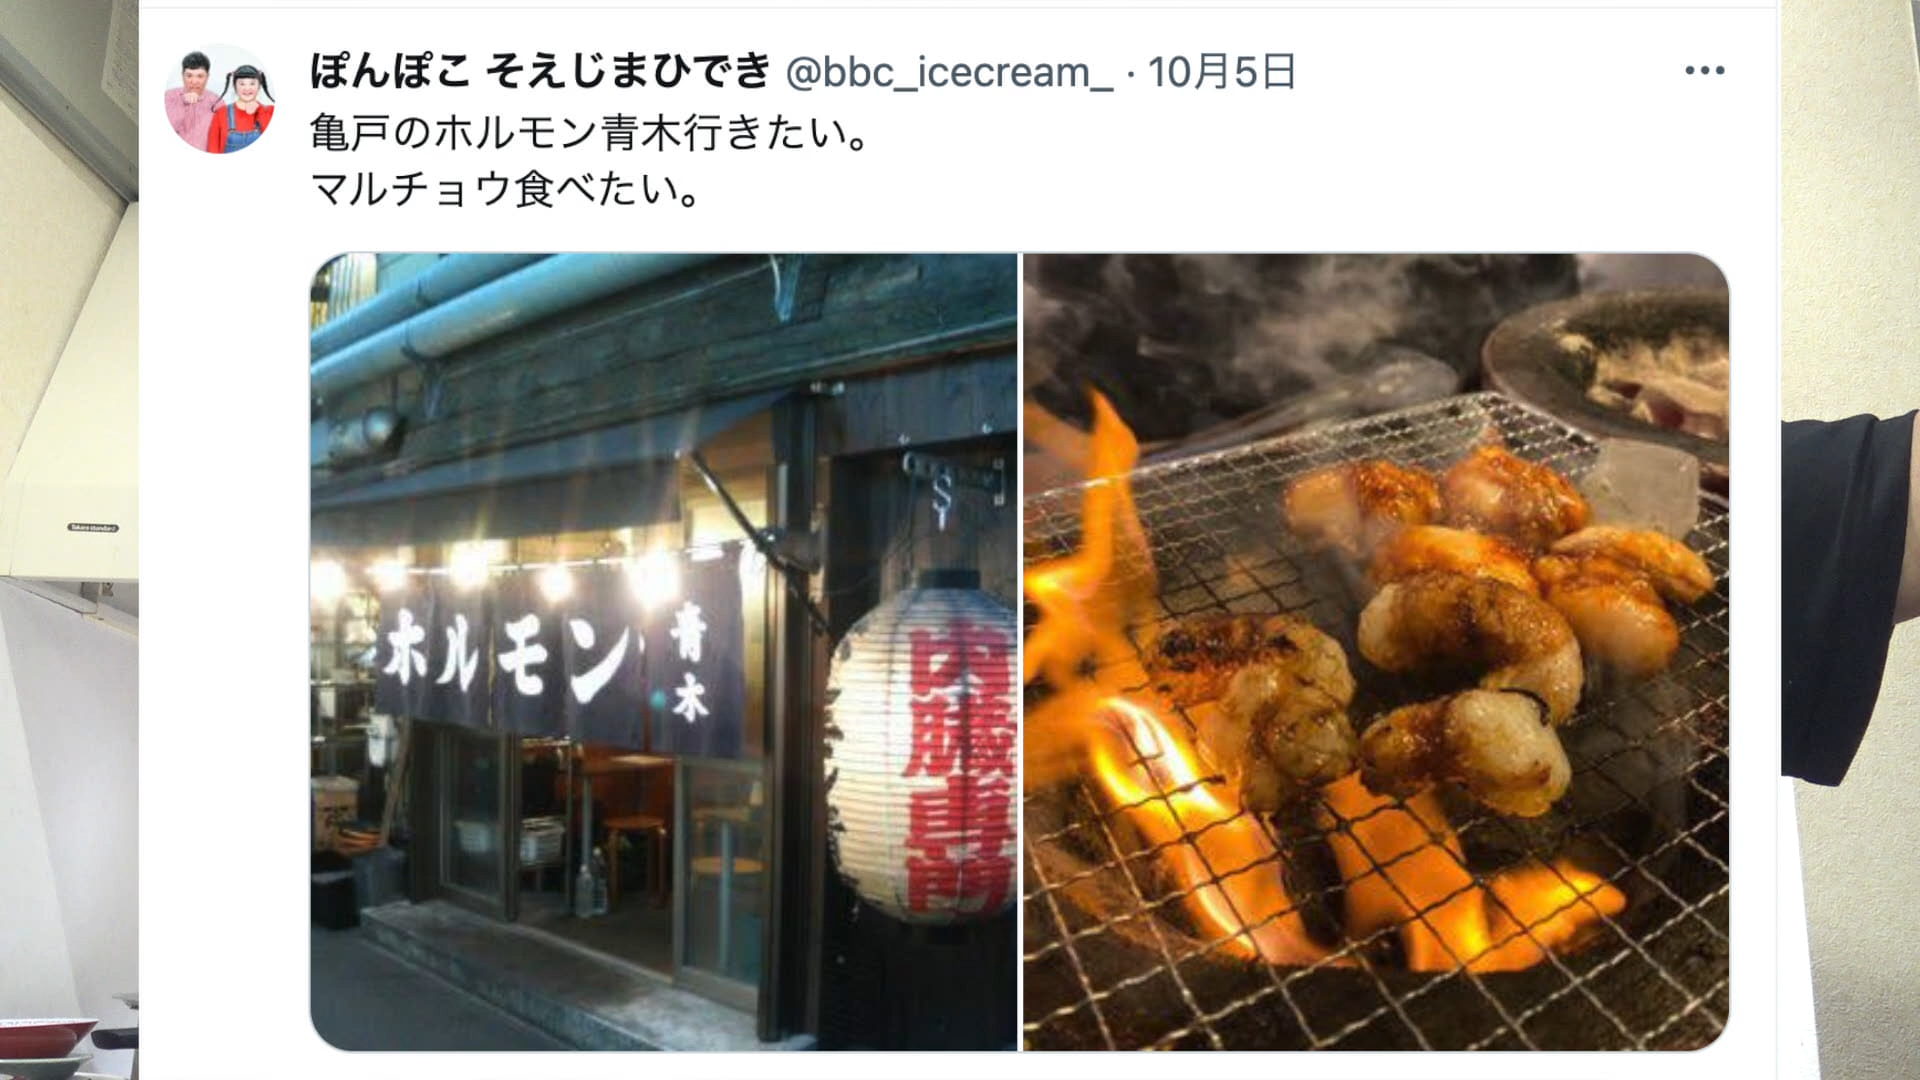 ぽんぽこ そえじまひでき @bbc_icecream_ · 10月5日
亀戸のホルモン青木行きたい。
マルチョウ食べたい。
ホルモン 青木
Takara standard